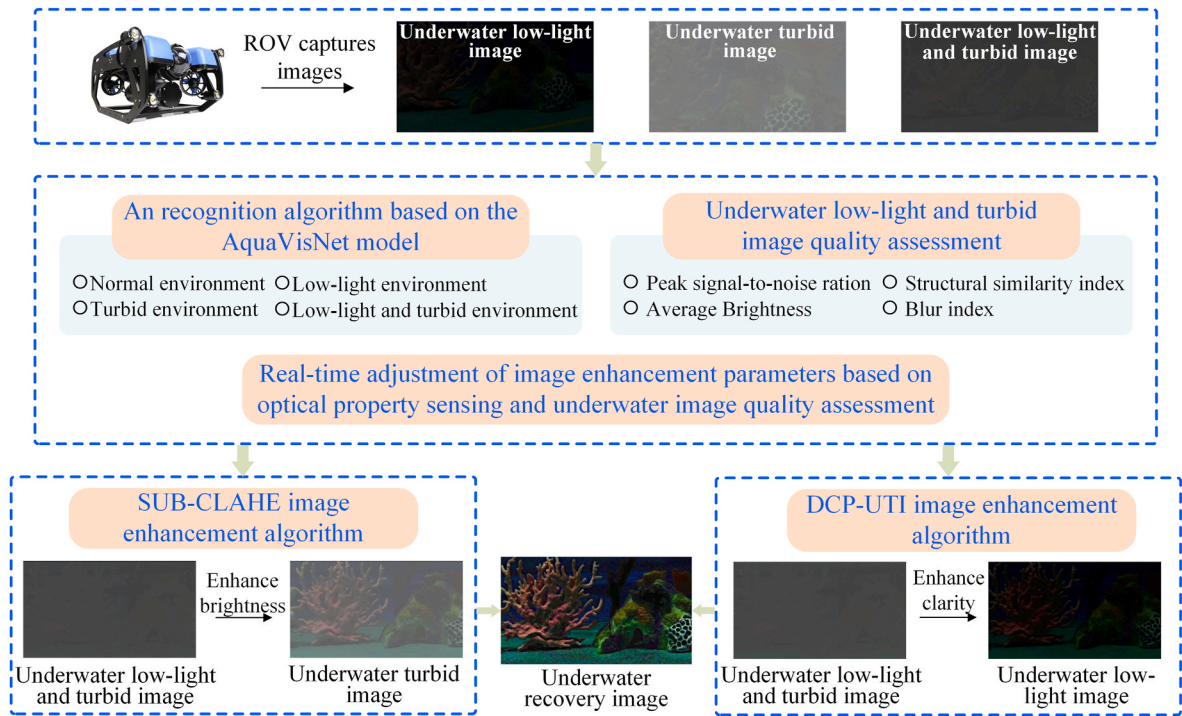 ROV captures
images
Underwater low-light
image
Underwater turbid
image
Underwater low-light
and turbid image
An recognition algorithm based on the
AquaVisNet model
Normal environment
Low-light environment
Turbid environment
Low-light and turbid environment
Underwater low-light and turbid
image quality assessment
Peak signal-to-noise ration
Structural similarity index
Average Brightness
Blur index
Real-time adjustment of image enhancement parameters based on
optical property sensing and underwater image quality assessment
SUB-CLAHE image
enhancement algorithm
Enhance
brightness
Underwater low-light
and turbid image
Underwater turbid
image
Underwater
recovery image
DCP-UTI image enhancement
algorithm
Enhance
clarity
Underwater low-light
and turbid image
Underwater low-
light image